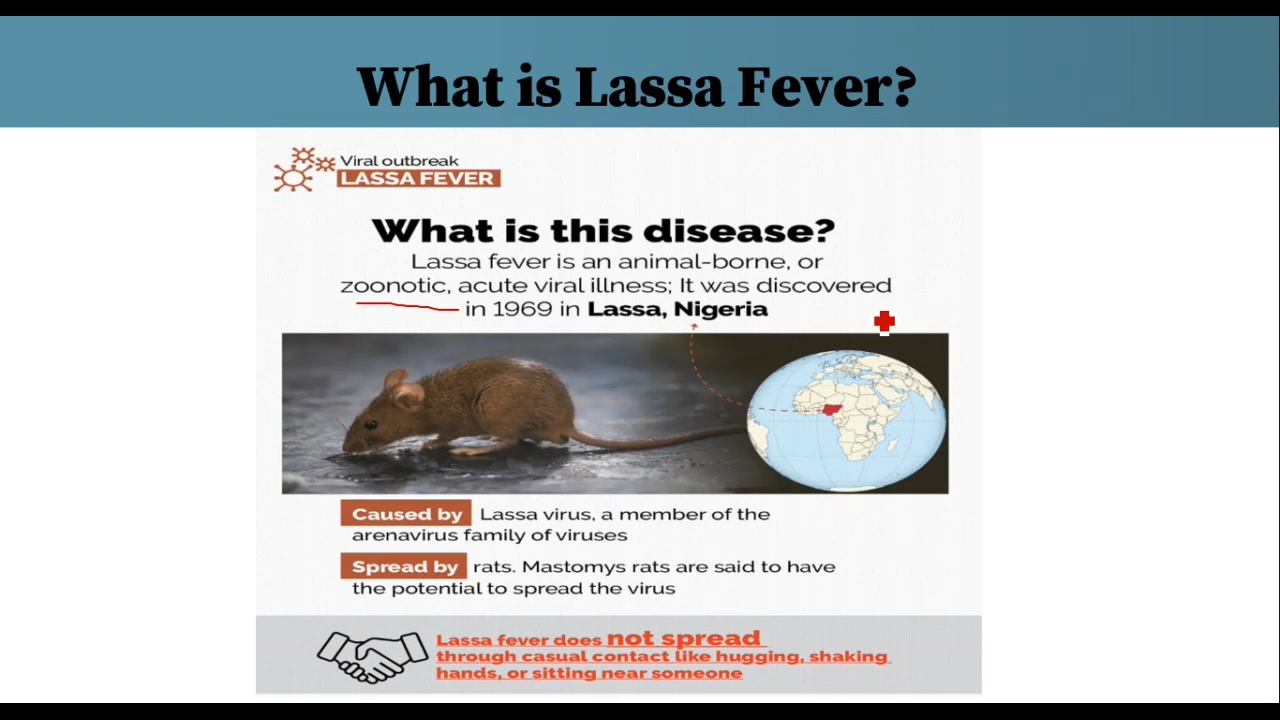 What is Lassa Fever?
Viral outbreak
LASSA FEVER
What is this disease?
Lassa fever is an animal-borne, or
zoonotic, acute viral illness; It was discovered
in 1969 in Lassa, Nigeria
Caused by Lassa virus, a member of the
arenavirus family of viruses
Spread by rats. Mastomys rats are said to have
the potential to spread the virus
Lassa fever does not spread
through casual contact like hugging, shaking
hands, or sitting near someone